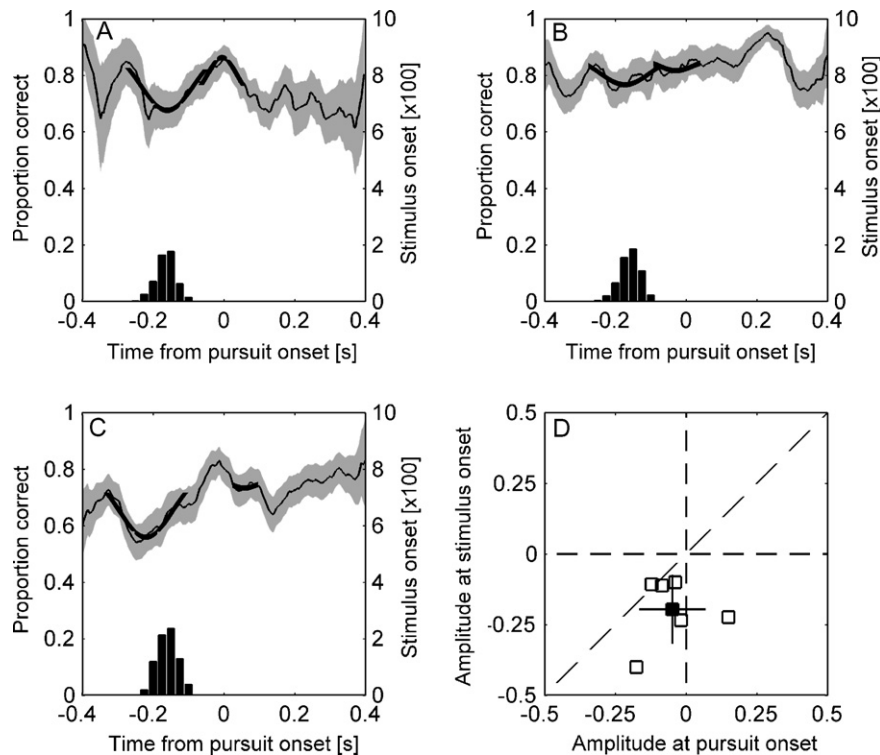 A
Proportion correct
1
0.8
0.6
0.4
0.2
0
10
8
6
4
2
0
Stimulus onset [x100]
-0.4 -0.2 0 0.2 0.4
Time from pursuit onset [s]
B
Proportion correct
1
0.8
0.6
0.4
0.2
0
10
8
6
4
2
0
Stimulus onset [x100]
-0.4 -0.2 0 0.2 0.4
Time from pursuit onset [s]
C
Proportion correct
1
0.8
0.6
0.4
0.2
0
10
8
6
4
2
0
Stimulus onset [x100]
-0.4 -0.2 0 0.2 0.4
Time from pursuit onset [s]
D
Amplitude at stimulus onset
0.5
0.25
0
-0.25
-0.5
-0.5 -0.25 0 0.25 0.5
Amplitude at pursuit onset